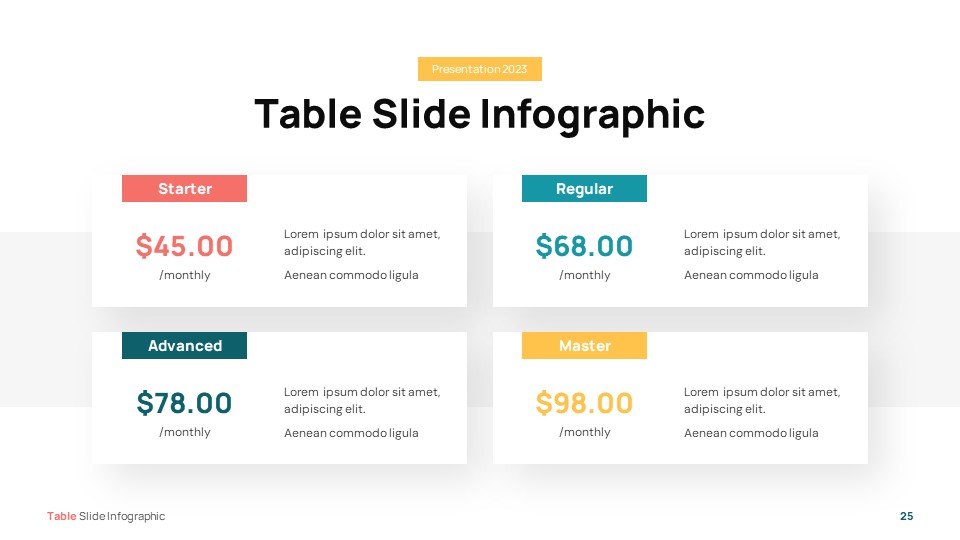 Presentation 2023
Table Slide Infographic
Starter
$45.00
/monthly
Lorem ipsum dolor sit amet,
adipiscing elit.
Aenean commodo ligula
Regular
$68.00
/monthly
Lorem ipsum dolor sit amet,
adipiscing elit.
Aenean commodo ligula
Advanced
$78.00
/monthly
Lorem ipsum dolor sit amet,
adipiscing elit.
Aenean commodo ligula
Master
$98.00
/monthly
Lorem ipsum dolor sit amet,
adipiscing elit.
Aenean commodo ligula
Table Slide Infographic
25